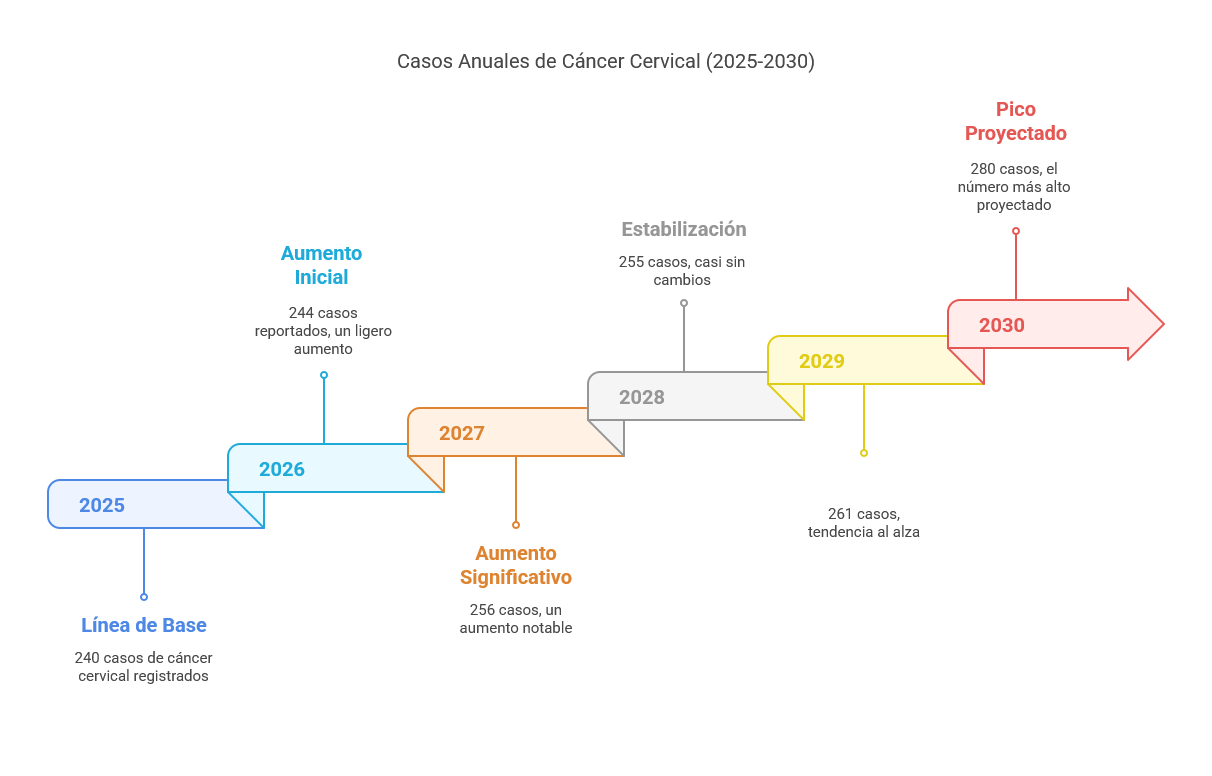 Casos Anuales de Cáncer Cervical (2025-2030)
Pico
Proyectado
280 casos, el
número más alto
proyectado
Estabilización
255 casos, casi sin
cambios
Aumento
Inicial
244 casos
reportados, un ligero
aumento
2030
2029
2028
2027
2026
2025
261 casos,
tendencia al alza
Aumento
Significativo
256 casos, un
aumento notable
Línea de Base
240 casos de cáncer
cervical registrados